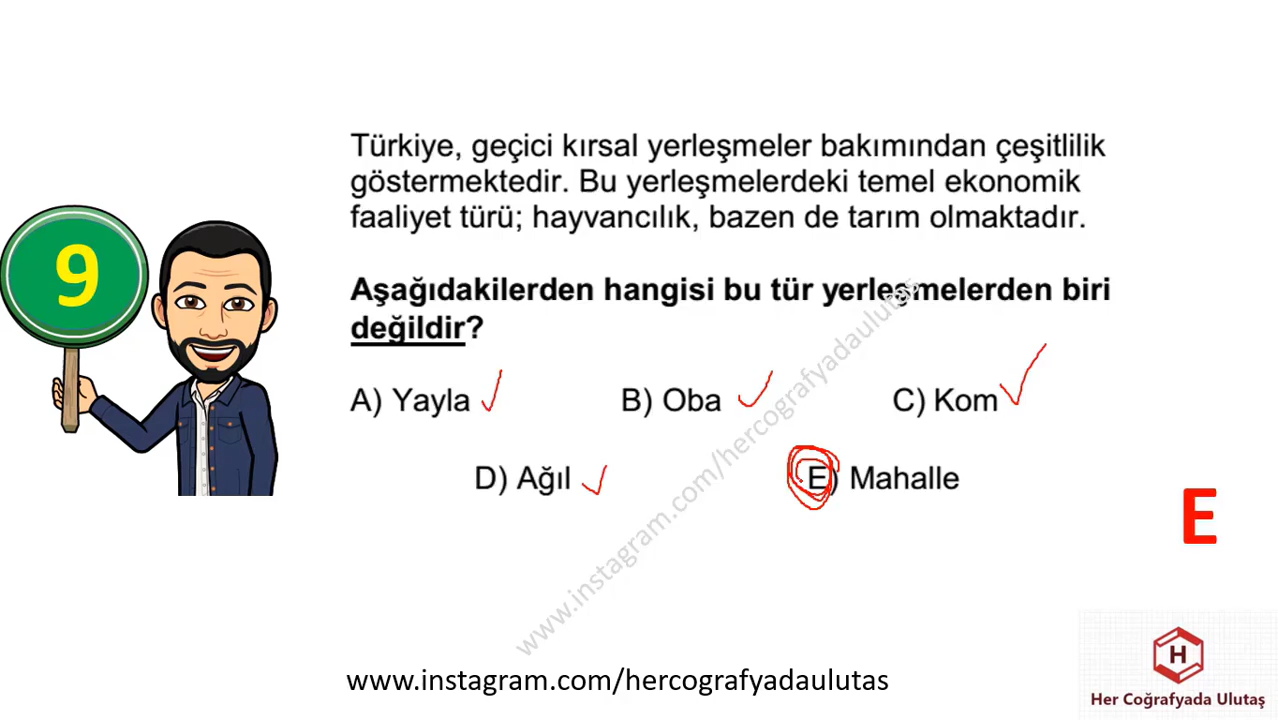 9
Türkiye, geçici kırsal yerleşmeler bakımından çeşitlilik
göstermektedir. Bu yerleşmelerdeki temel ekonomik
faaliyet türü; hayvancılık, bazen de tarım olmaktadır.
Aşağıdakilerden hangisi bu tür yerleşmelerden biri
değildir?
A) Yayla B) Oba C) Kom
D) Ağıl E) Mahalle
E
www.instagram.com/hercografyadaulutas
www.instagram.com/hercografyadaulutas
H
Her Coğrafyada Ulutaş